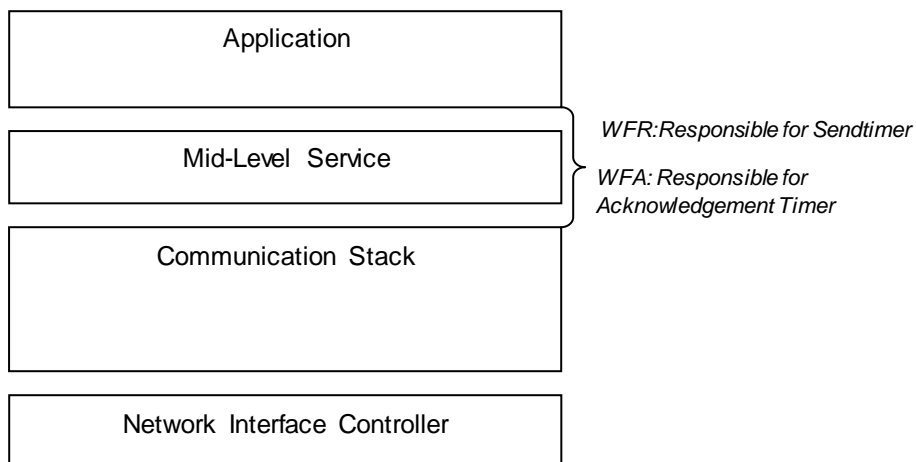 Application
WFR:Responsible for Sendtimer
Mid-Level Service
WFA: Responsible for
Acknowledgement Timer
Communication Stack
Network Interface Controller